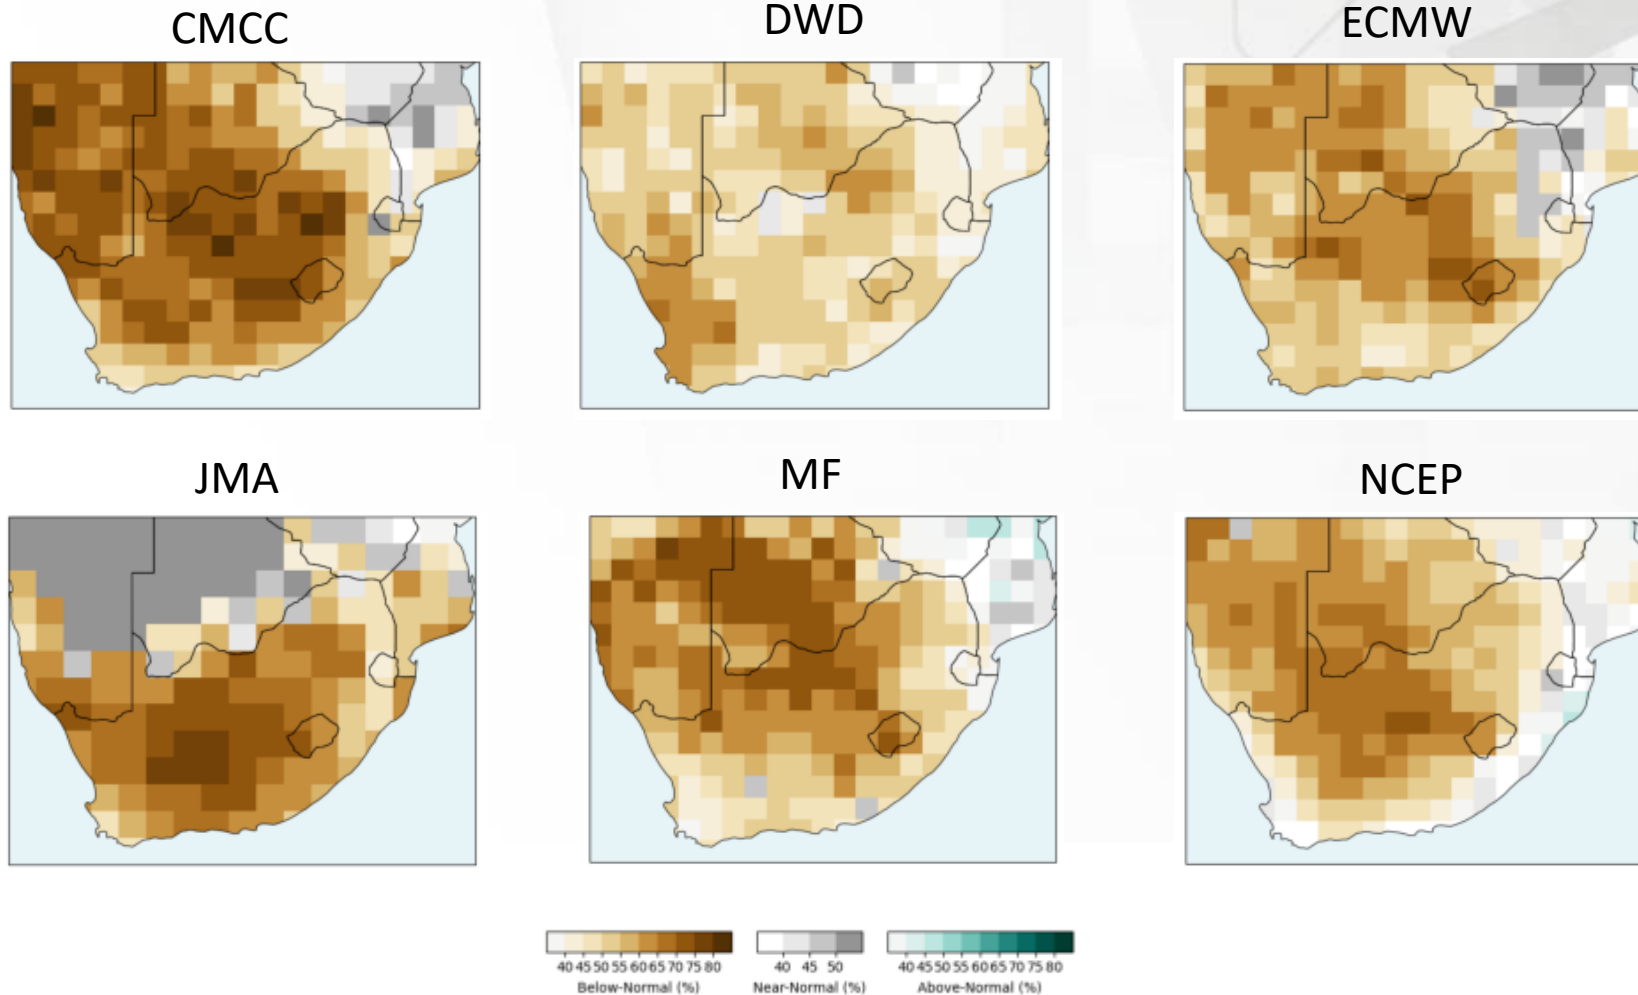 CMCC
DWD
ECMW
JMA
MF
NCEP
40 45 50 55 60 65 70 75 80
Below-Normal (%)
40 45 50
Near-Normal (%)
40 45 50 55 60 65 70 75 80
Above-Normal (%)